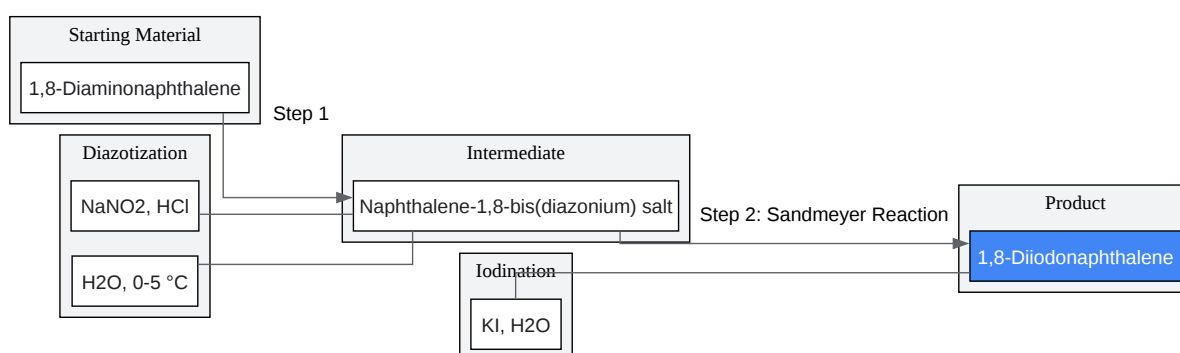 Starting Material
1,8-Diaminonaphthalene
Step 1
Diazotization
NaNO2, HCl
H2O, 0-5 °C
Intermediate
Naphthalene-1,8-bis(diazonium) salt
Step 2: Sandmeyer Reaction
Iodination
KI, H2O
Product
1,8-Diiodonaphthalene